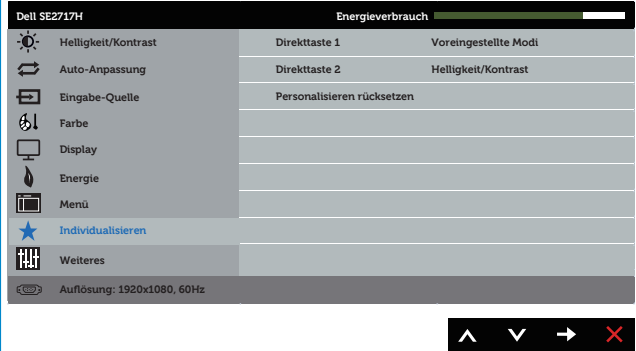 Dell SE2717H Energieverbrauch
Helligkeit/Kontrast Direkttaste 1 Voreingestellte Modi
Auto-Anpassung Direkttaste 2 Helligkeit/Kontrast
Eingabe-Quelle Personalisieren rücksetzen
Farbe
Display
Energie
Menü
Individualisieren
Weiteres
Auflösung: 1920x1080, 60Hz